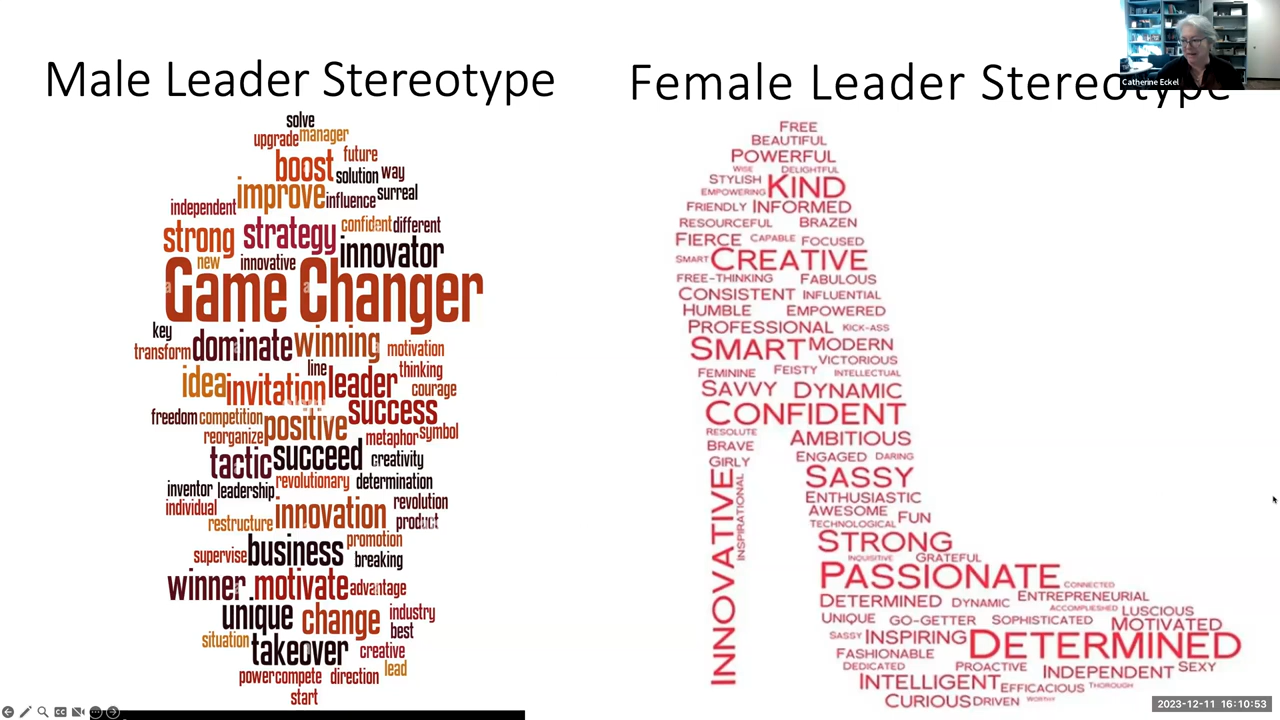 Male Leader Stereotype
solve
upgrade manager
boost future
solution way
improve influence surreal
independent
strong strategy confident different
new innovative innovator
Game Changer
key
transform dominate winning motivation
line thinking
idea invitation leader courage
success
freedom competition positive
reorganize metaphor symbol
tactic succeed creativity
revolutionary determination
inventor leadership
individual innovation revolution
restructure product
supervise business promotion
breaking
winner motivate advantage
unique change industry
best
situation takeover creative
power compete direction lead
start
Female Leader Stereotype
FREE
BEAUTIFUL
POWERFUL
WISE DELIGHTFUL
STYLISH KIND
EMPOWERING
FRIENDLY INFORMED
RESOURCEFUL BRAZEN
FIERCE CAPABLE FOCUSED
SMART CREATIVE
FREE-THINKING FABULOUS
CONSISTENT INFLUENTIAL
HUMBLE EMPOWERED
PROFESSIONAL KICK-ASS
SMART MODERN
VICTORIOUS
FEMININE FEISTY INTELLECTUAL
SAVVY DYNAMIC
CONFIDENT
RESOLUTE AMBITIOUS
BRAVE
GIRLY ENGAGED DARING
INNOVATIVE
INSPIRATIONAL
SASSY
ENTHUSIASTIC
AWESOME FUN
TECHNOLOGICAL
STRONG
INQUISITIVE GRATEFUL
PASSIONATE CONNECTED
DETERMINED DYNAMIC ENTREPRENEURIAL
ACCOMPLIESHED LUSCIOUS
UNIQUE GO-GETTER SOPHISTICATED MOTIVATED
SASSY INSPIRING DETERMINED
FASHIONABLE
DEDICATED PROACTIVE INDEPENDENT SEXY
INTELLIGENT EFFICACIOUS THOROUGH
CURIOUS DRIVEN WORTHY
Catherine Eckel
2023-12-11 16:10:53